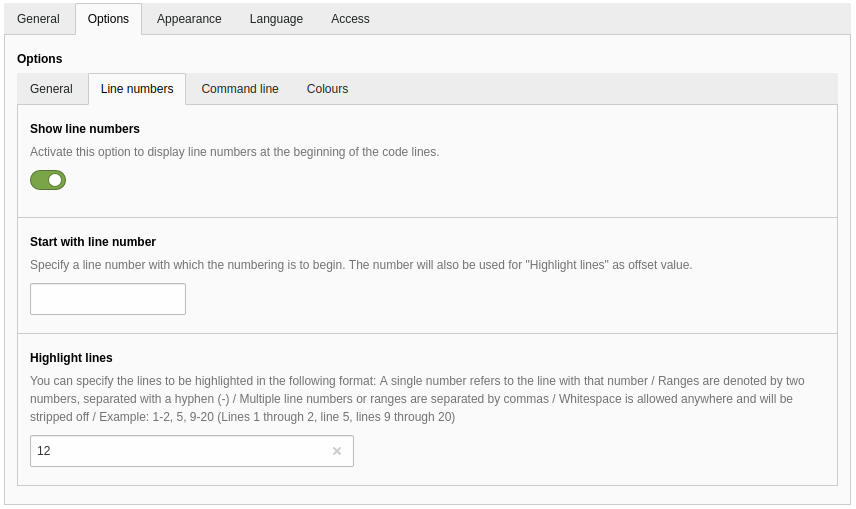 General Options Appearance Language Access
Options
General Line numbers Command line Colours
Show line numbers
Activate this option to display line numbers at the beginning of the code lines.
Start with line number
Specify a line number with which the numbering is to begin. The number will also be used for "Highlight lines" as offset value.
Highlight lines
You can specify the lines to be highlighted in the following format: A single number refers to the line with that number / Ranges are denoted by two
numbers, separated with a hyphen (-) / Multiple line numbers or ranges are separated by commas / Whitespace is allowed anywhere and will be
stripped off / Example: 1-2, 5, 9-20 (Lines 1 through 2, line 5, lines 9 through 20)
12